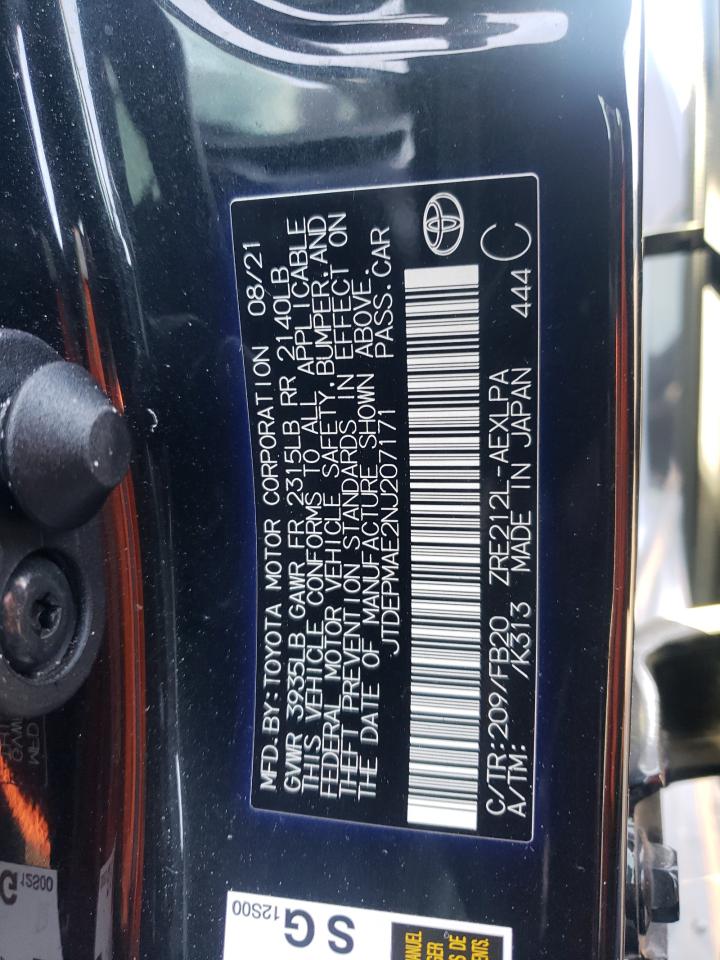 MFD. BY: TOYOTA MOTOR CORPORATION 08/21
GVWR 3935LB GAWR FR 2315LB RR 2140LB
THIS VEHICLE CONFORMS TO ALL APPLICABLE
FEDERAL MOTOR VEHICLE SAFETY, BUMPER, AND
THEFT PREVENTION STANDARDS IN EFFECT ON
THE DATE OF MANUFACTURE SHOWN ABOVE.
JTDEPMAE2NJ207171 PASS. CAR
C/TR: 209/FB20 ZRE212L-AEXLPA
A/TM: /K313 MADE IN JAPAN 444 C
SG 12S00
G 12S00